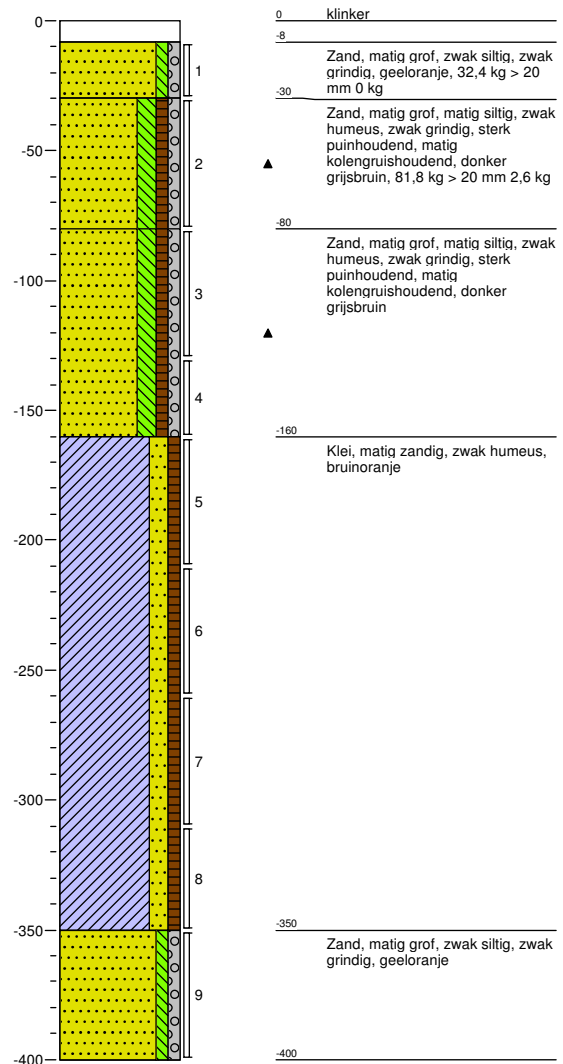 0
-50
-100
-150
-200
-250
-300
-350
-400
1
2
3
4
5
6
7
8
9
0
klinker
-8
Zand, matig grof, zwak siltig, zwak
grindig, geeloranje, 32,4 kg > 20
mm 0 kg
-30
Zand, matig grof, matig siltig, zwak
humeus, zwak grindig, sterk
puinhoudend, matig
kolengruishoudend, donker
grijsbruin, 81,8 kg > 20 mm 2,6 kg
-80
Zand, matig grof, matig siltig, zwak
humeus, zwak grindig, sterk
puinhoudend, matig
kolengruishoudend, donker
grijsbruin
-160
Klei, matig zandig, zwak humeus,
bruinoranje
-350
Zand, matig grof, zwak siltig, zwak
grindig, geeloranje
-400